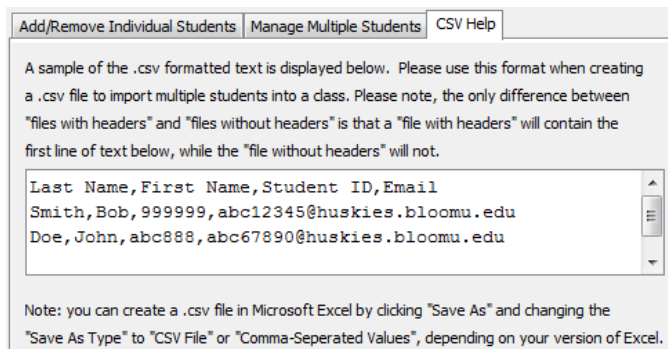 Add/Remove Individual Students Manage Multiple Students CSV Help
A sample of the .csv formatted text is displayed below. Please use this format when creating
a .csv file to import multiple students into a class. Please note, the only difference between
"files with headers" and "files without headers" is that a "file with headers" will contain the
first line of text below, while the "file without headers" will not.
Last Name,First Name,Student ID,Email
Smith,Bob,999999,abc12345@huskies.bloomu.edu
Doe,John,abc888,abc67890@huskies.bloomu.edu
Note: you can create a .csv file in Microsoft Excel by clicking "Save As" and changing the
"Save As Type" to "CSV File" or "Comma-Seperated Values", depending on your version of Excel.